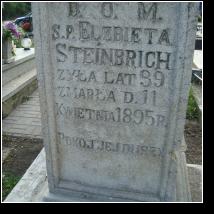 D. O. M.
Ś.P. ELŻBIETA
STEINBRICH
ŻYŁA LAT 89
ZMARŁA D. 11
KWIETNIA 1895 R.
POKÓJ JEJ DUSZY